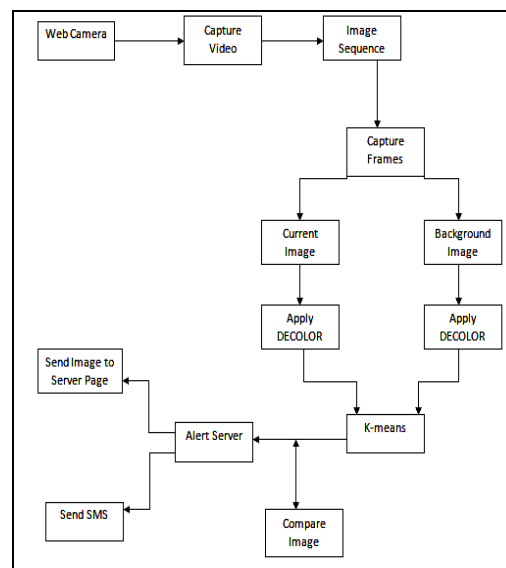 Web Camera
Capture
Video
Image
Sequence
Capture
Frames
Current
Image
Background
Image
Apply
DECOLOR
Apply
DECOLOR
Send Image to
Server Page
Alert Server
K-means
Send SMS
Compare
Image